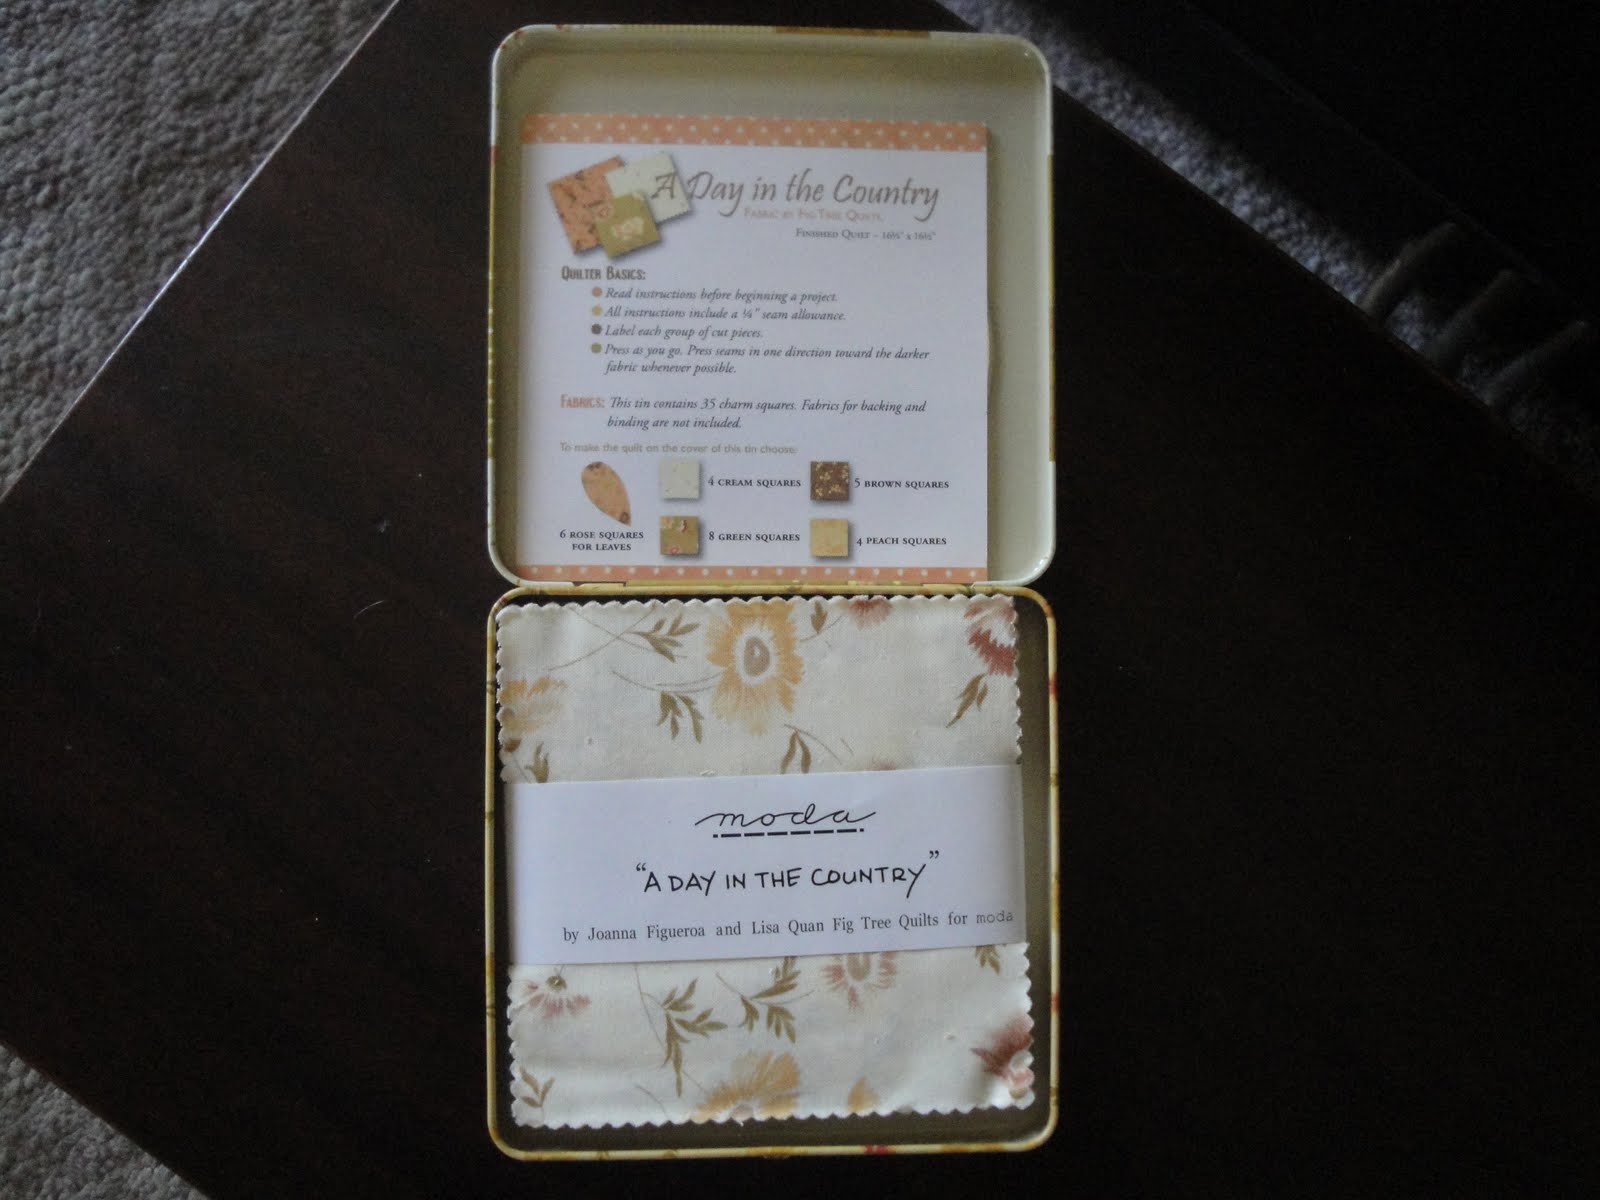 A Day in the Country
Fabric by Fig Tree Quilts
Finished Quilt – 16½" x 16½"
Quilter Basics:
Read instructions before beginning a project.
All instructions include a ¼" seam allowance.
Label each group of cut pieces.
Press as you go. Press seams in one direction toward the darker
fabric whenever possible.
Fabrics: This tin contains 35 charm squares. Fabrics for backing and
binding are not included.
To make the quilt on the cover of this tin choose:
4 cream squares
5 brown squares
6 rose squares
for leaves
8 green squares
4 peach squares
moda
"A DAY IN THE COUNTRY"
by Joanna Figueroa and Lisa Quan Fig Tree Quilts for moda